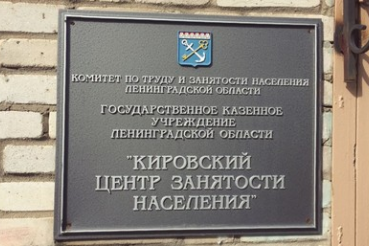 КОМИТЕТ ПО ТРУДУ И ЗАНЯТОСТИ НАСЕЛЕНИЯ
ЛЕНИНГРАДСКОЙ ОБЛАСТИ
ГОСУДАРСТВЕННОЕ КАЗЕННОЕ
УЧРЕЖДЕНИЕ
ЛЕНИНГРАДСКОЙ ОБЛАСТИ
"КИРОВСКИЙ
ЦЕНТР ЗАНЯТОСТИ
НАСЕЛЕНИЯ"